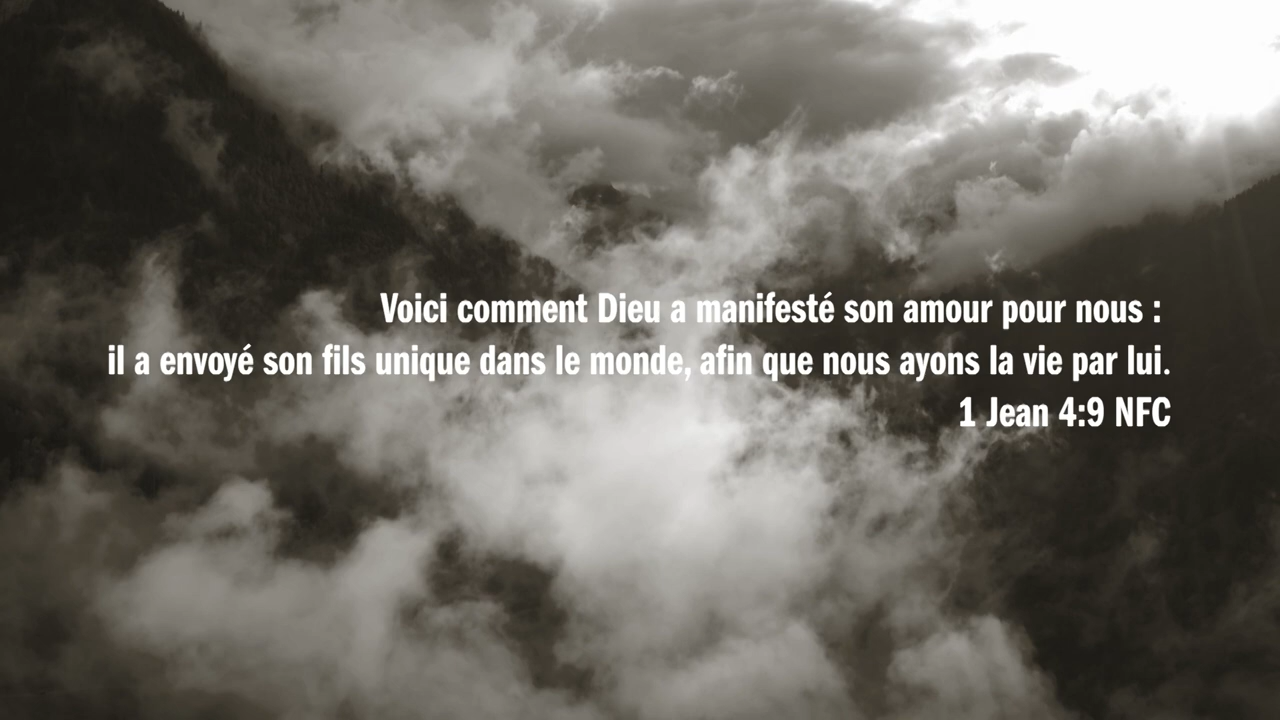 Voici comment Dieu a manifesté son amour pour nous :
il a envoyé son fils unique dans le monde, afin que nous ayons la vie par lui.
1 Jean 4:9 NFC